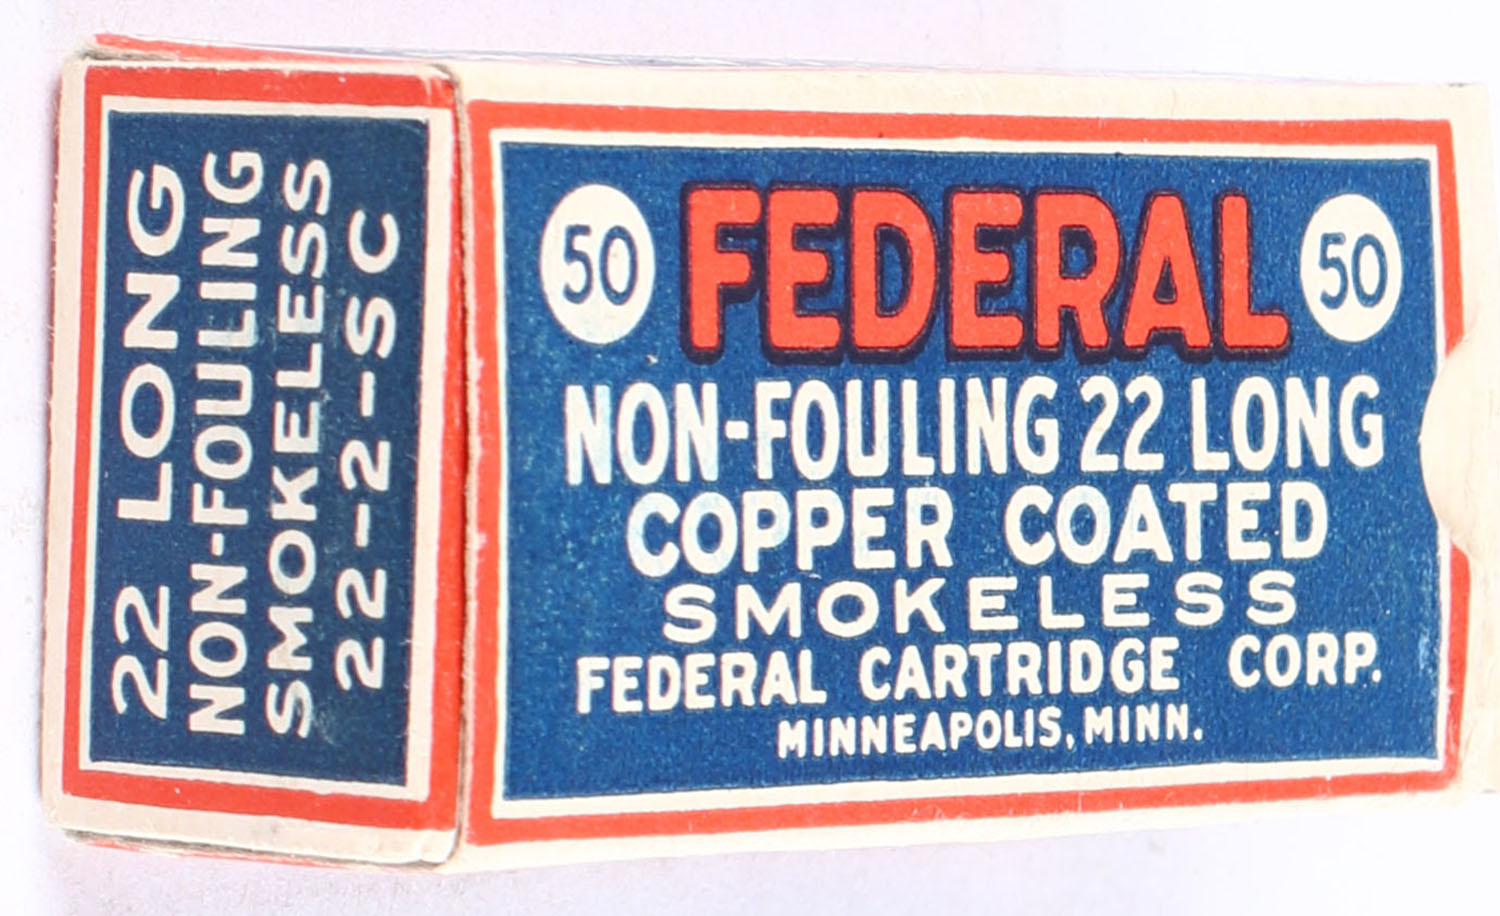 22 LONG
NON-FOULING
SMOKELESS
22-2-SC
50 FEDERAL 50
NON-FOULING 22 LONG
COPPER COATED
SMOKELESS
FEDERAL CARTRIDGE CORP.
MINNEAPOLIS, MINN.